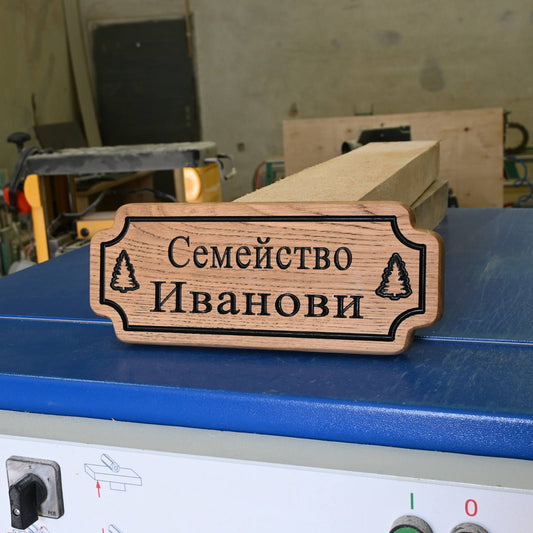 Семейство
Иванови
I O